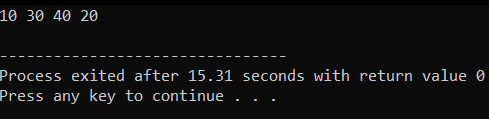 10 30 40 20
--------------------------------
Process exited after 15.31 seconds with return value 0
Press any key to continue . . .